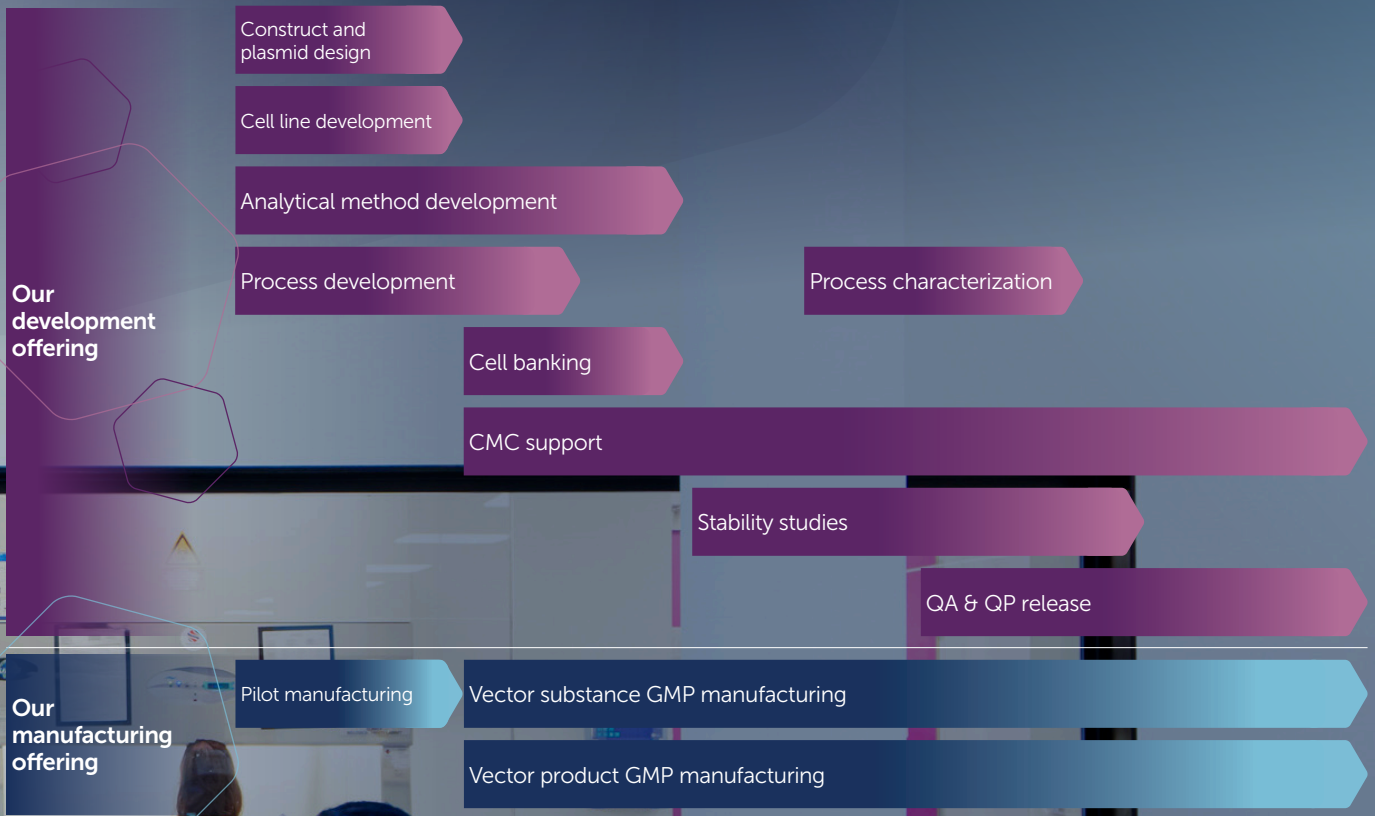 Construct and
plasmid design
Cell line development
Analytical method development
Process development
Process characterization
Our
development
offering
Cell banking
CMC support
Stability studies
QA & QP release
Pilot manufacturing
Vector substance GMP manufacturing
Our
manufacturing
offering
Vector product GMP manufacturing